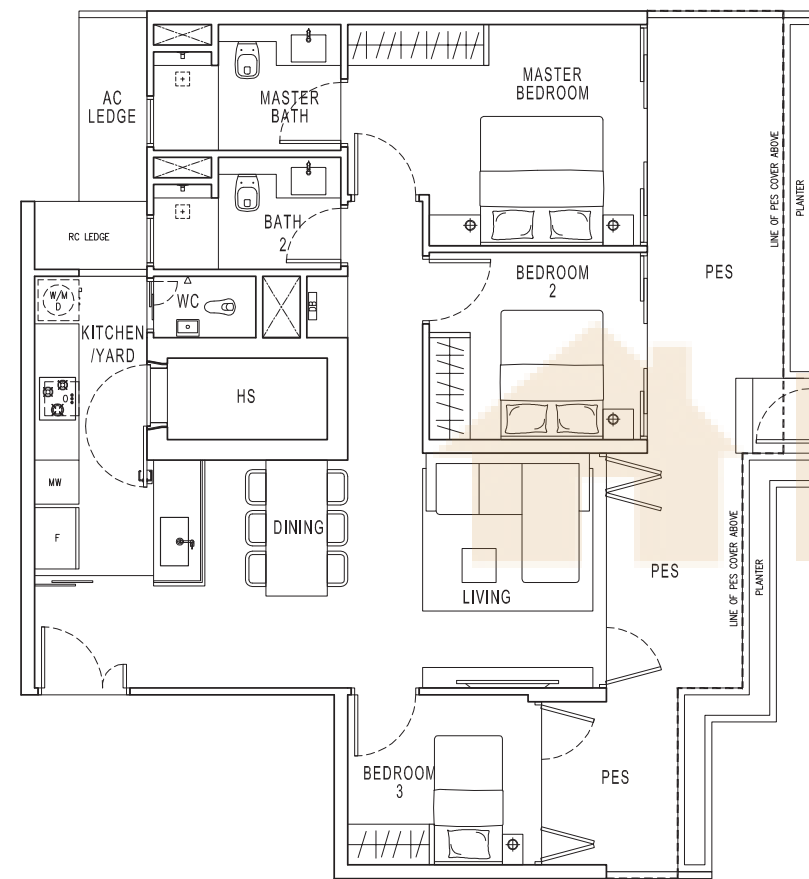 MASTER
BEDROOM
AC
LEDGE
MASTER
BATH
LINE OF PES COVER ABOVE
PLANTER
BATH
2
RC LEDGE
PES
BEDROOM
2
W/M
D
WC
KITCHEN
/YARD
HS
MW
DINING
F
LIVING
PES
LINE OF PES COVER ABOVE
PLANTER
BEDROOM
3
PES